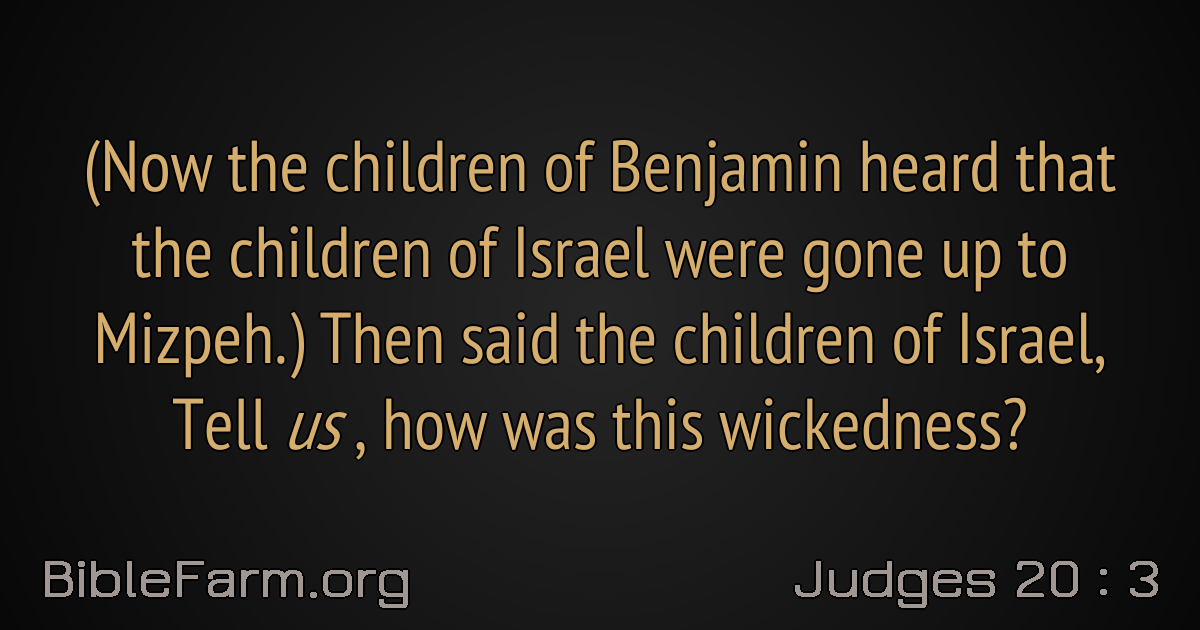 (Now the children of Benjamin heard that
the children of Israel were gone up to
Mizpeh.) Then said the children of Israel,
Tell us , how was this wickedness?
BibleFarm.org
Judges 20 : 3